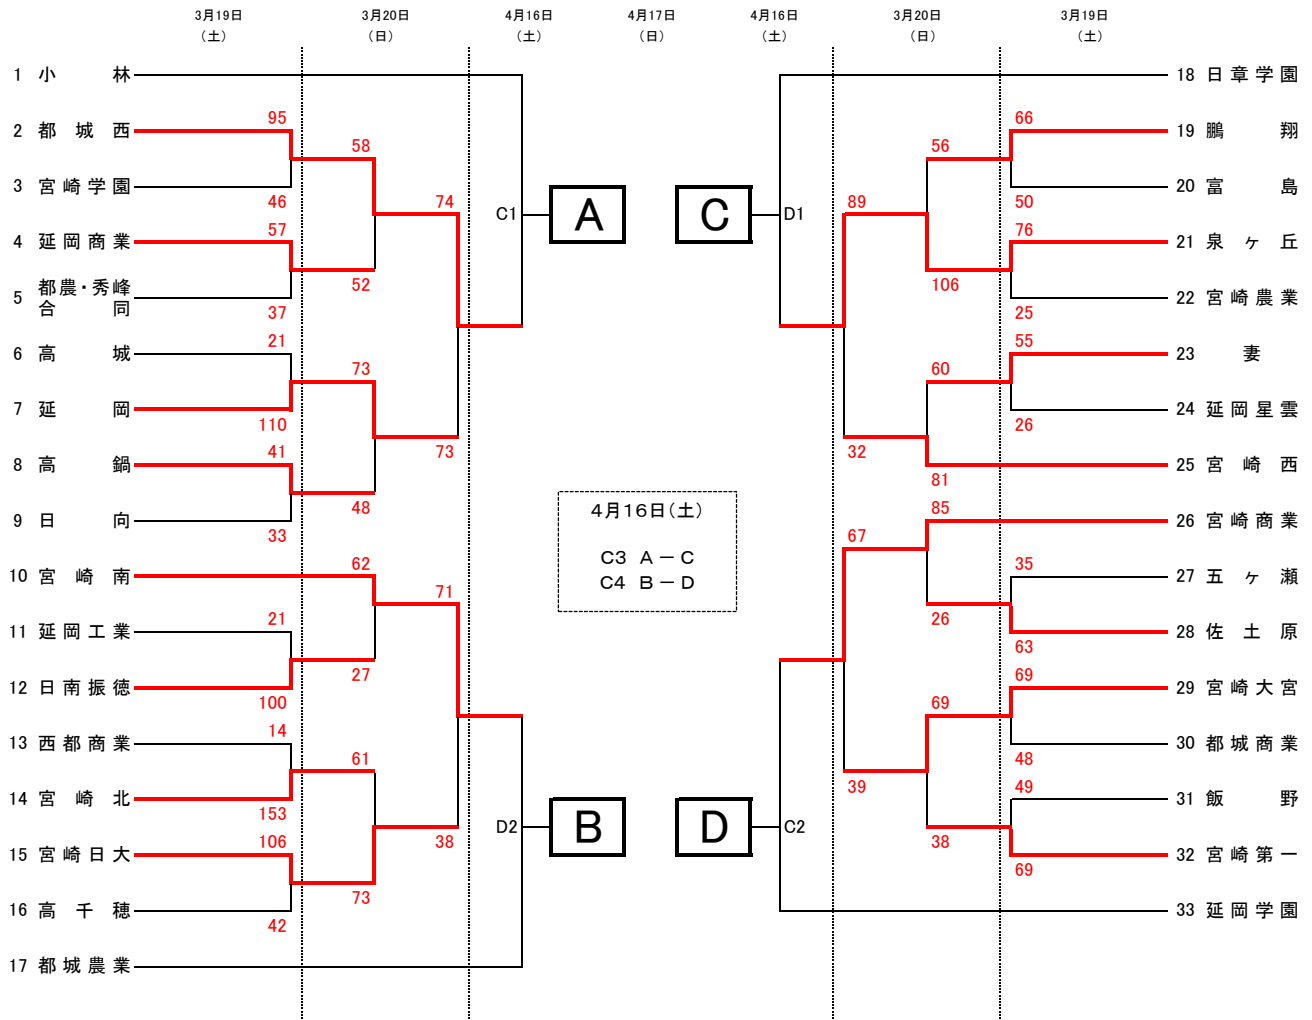 3月19日
（土）
3月20日
（日）
4月16日
（土）
4月17日
（日）
4月16日
（土）
3月20日
（日）
3月19日
（土）
1 小林
2 都城西
3 宮崎学園
4 延岡商業
5 都農・秀峰
合同
6 高城
7 延岡
8 高鍋
9 日向
10 宮崎南
11 延岡工業
12 日南振徳
13 西都商業
14 宮崎北
15 宮崎日大
16 高千穂
17 都城農業
95
46
57
37
21
110
41
33
21
100
14
153
106
42
58
52
73
48
62
27
61
73
74
73
71
38
C1
D2
A
B
4月16日（土）
C3 A－C
C4 B－D
C
D
D1
C2
89
32
67
39
56
106
60
81
85
26
69
38
66
50
76
25
55
26
35
63
69
48
49
69
18 日章学園
19 鵬翔
20 富島
21 泉ヶ丘
22 宮崎農業
23 妻
24 延岡星雲
25 宮崎西
26 宮崎商業
27 五ヶ瀬
28 佐土原
29 宮崎大宮
30 都城商業
31 飯野
32 宮崎第一
33 延岡学園